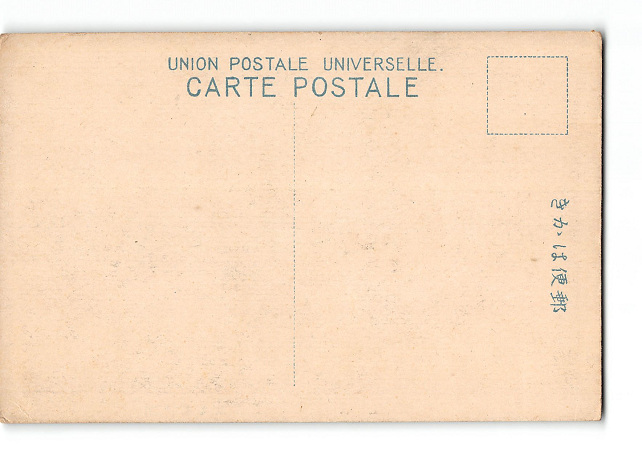 UNION POSTALE UNIVERSELLE.
CARTE POSTALE
きかは便郵